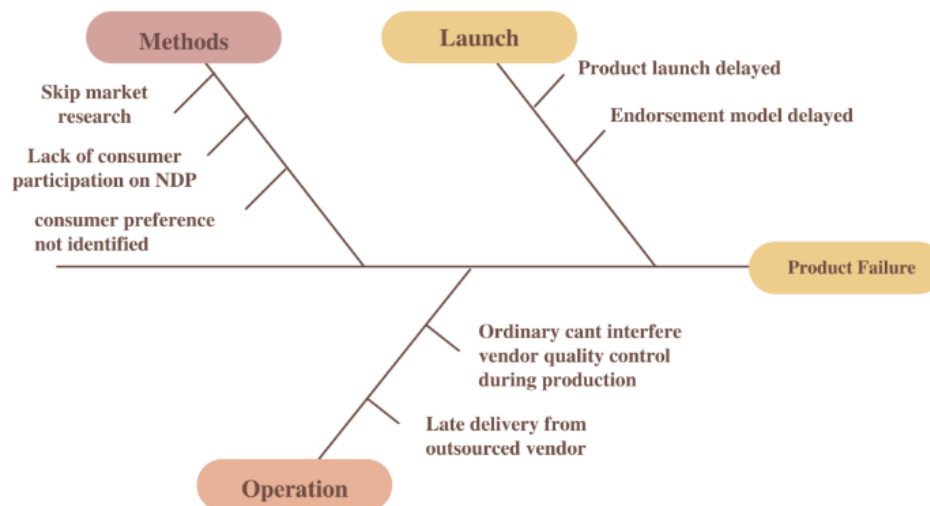 Methods
Launch
Skip market
research
Lack of consumer
participation on NDP
consumer preference
not identified
Product launch delayed
Endorsement model delayed
Product Failure
Ordinary cant interfere
vendor quality control
during production
Late delivery from
outsourced vendor
Operation